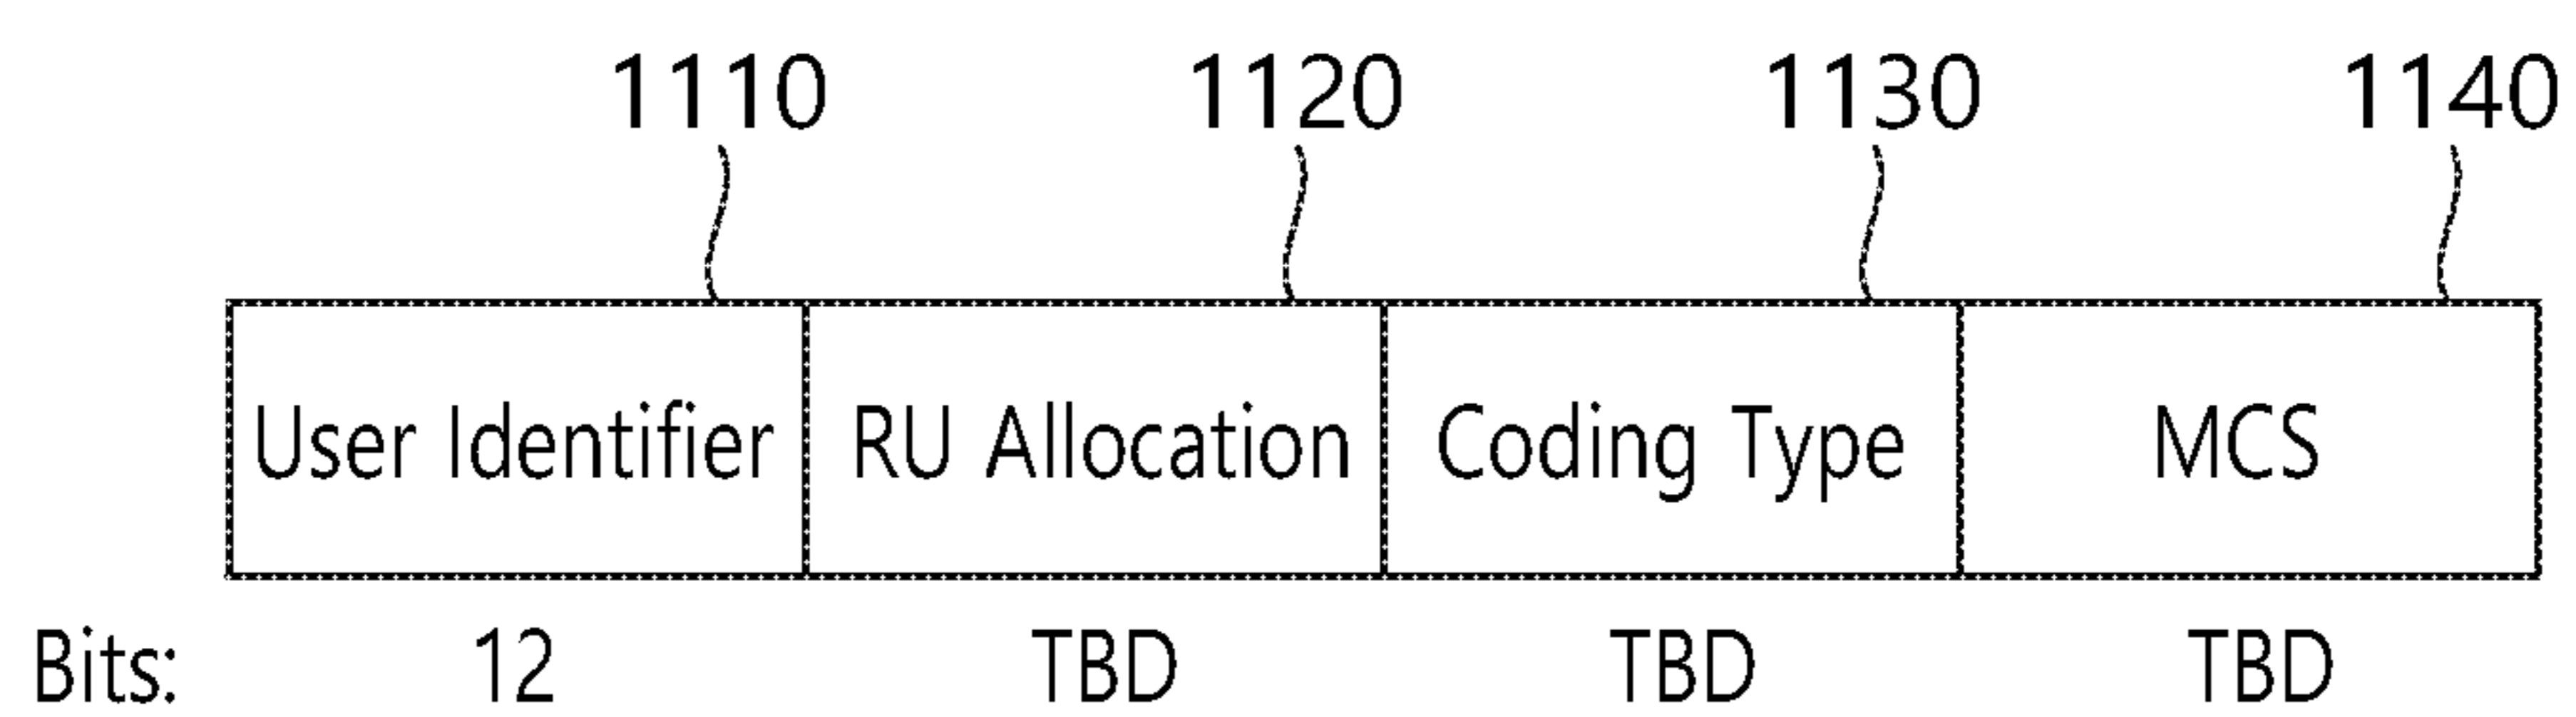 1110 1120 1130 1140
User Identifier RU Allocation Coding Type MCS
Bits: 12 TBD TBD TBD